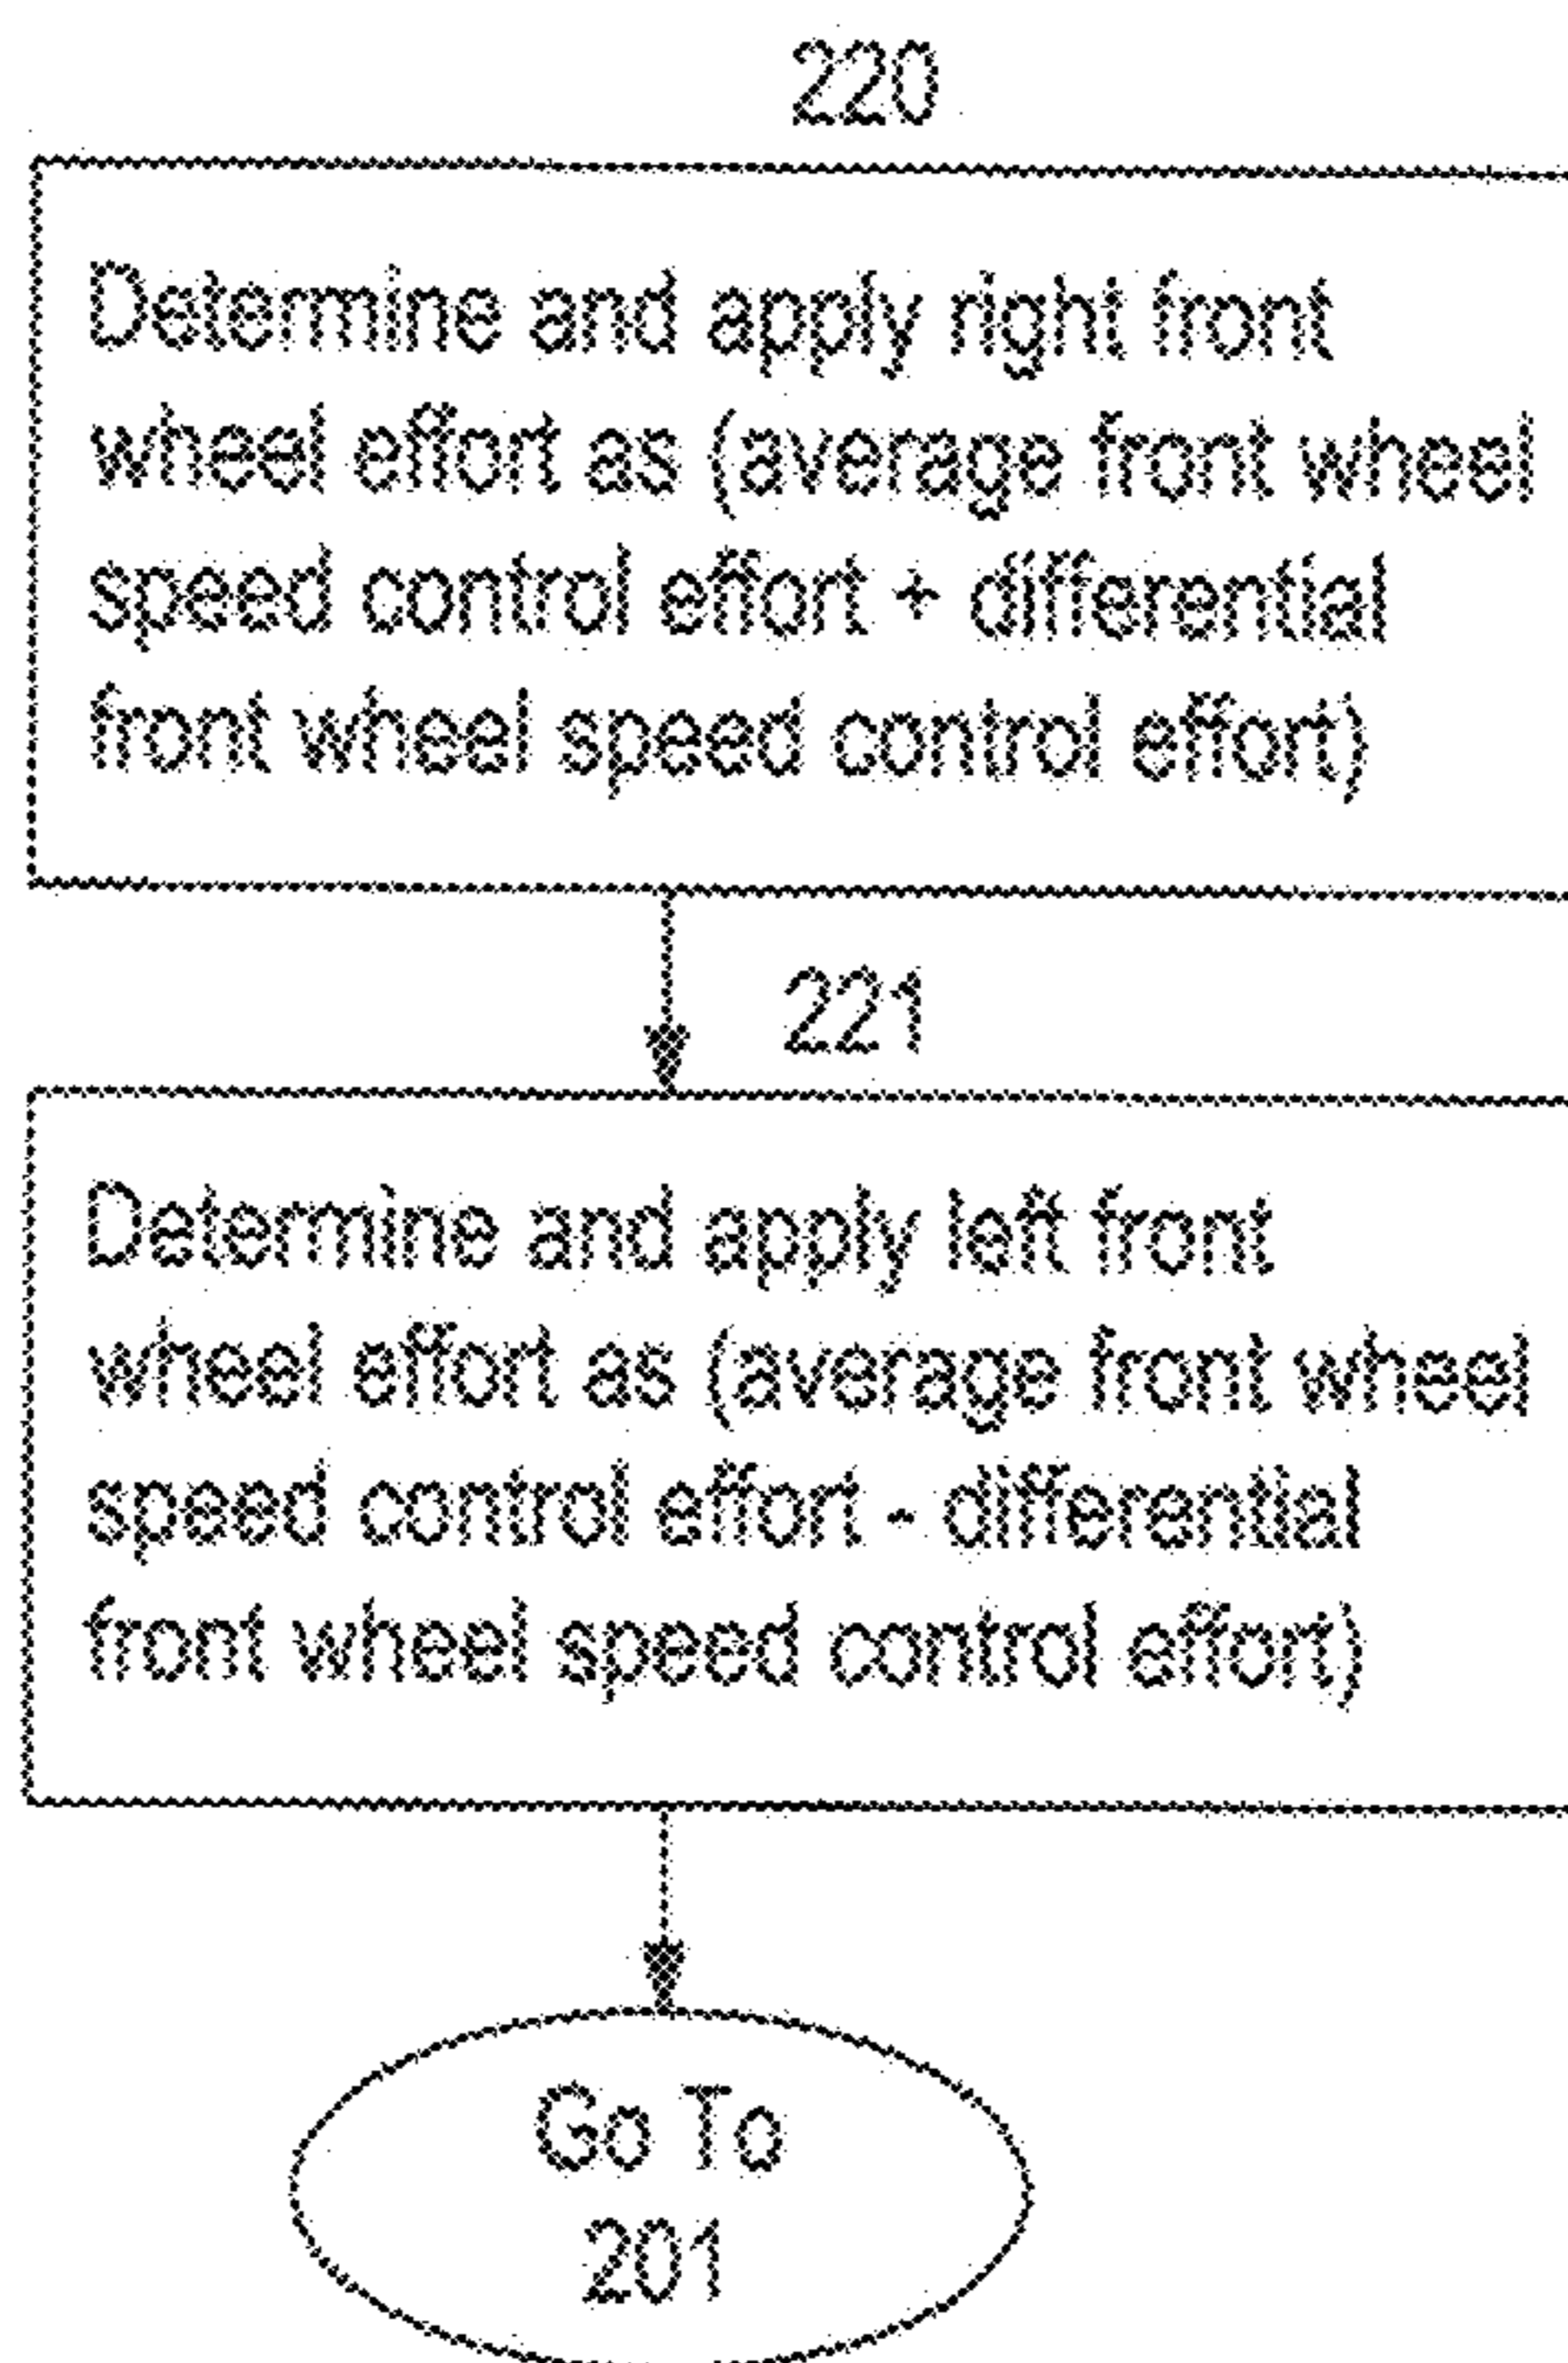 220
Determine and apply right front
wheel effort as (average front wheel
speed control effort + differential
front wheel speed control effort)
221
Determine and apply left front
wheel effort as (average front wheel
speed control effort - differential
front wheel speed control effort)
Go To
201